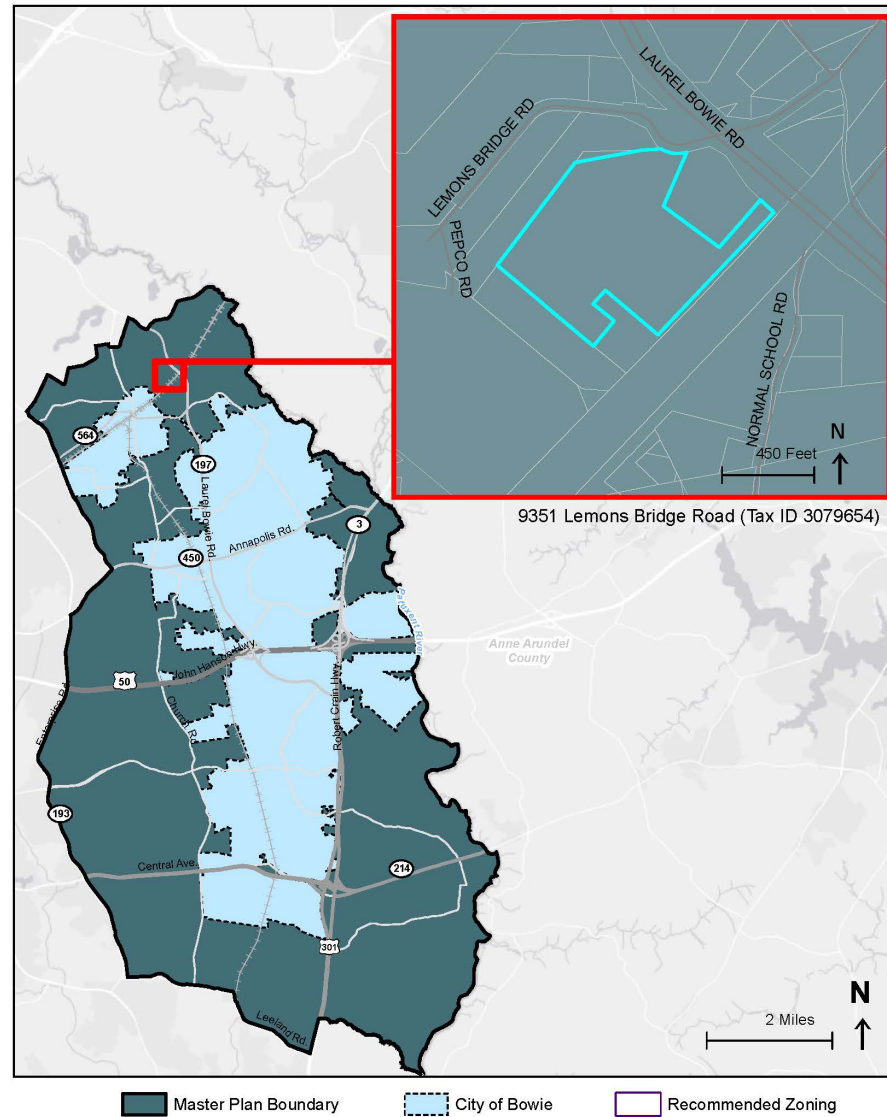 LAUREL BOWIE RD
LEMONS BRIDGE RD
PEPCO RD
NORMAL SCHOOL RD
N
450 Feet
9351 Lemons Bridge Road (Tax ID 3079654)
564
197
Laurel Bowie Rd.
3
Annapolis Rd.
450
Patuxent River
Anne Arundel
County
John Hanson Hwy.
50
Enterprise Rd.
Church Rd.
Robert Crain Hwy.
193
Central Ave.
214
301
Leeland Rd.
N
2 Miles
Master Plan Boundary
City of Bowie
Recommended Zoning